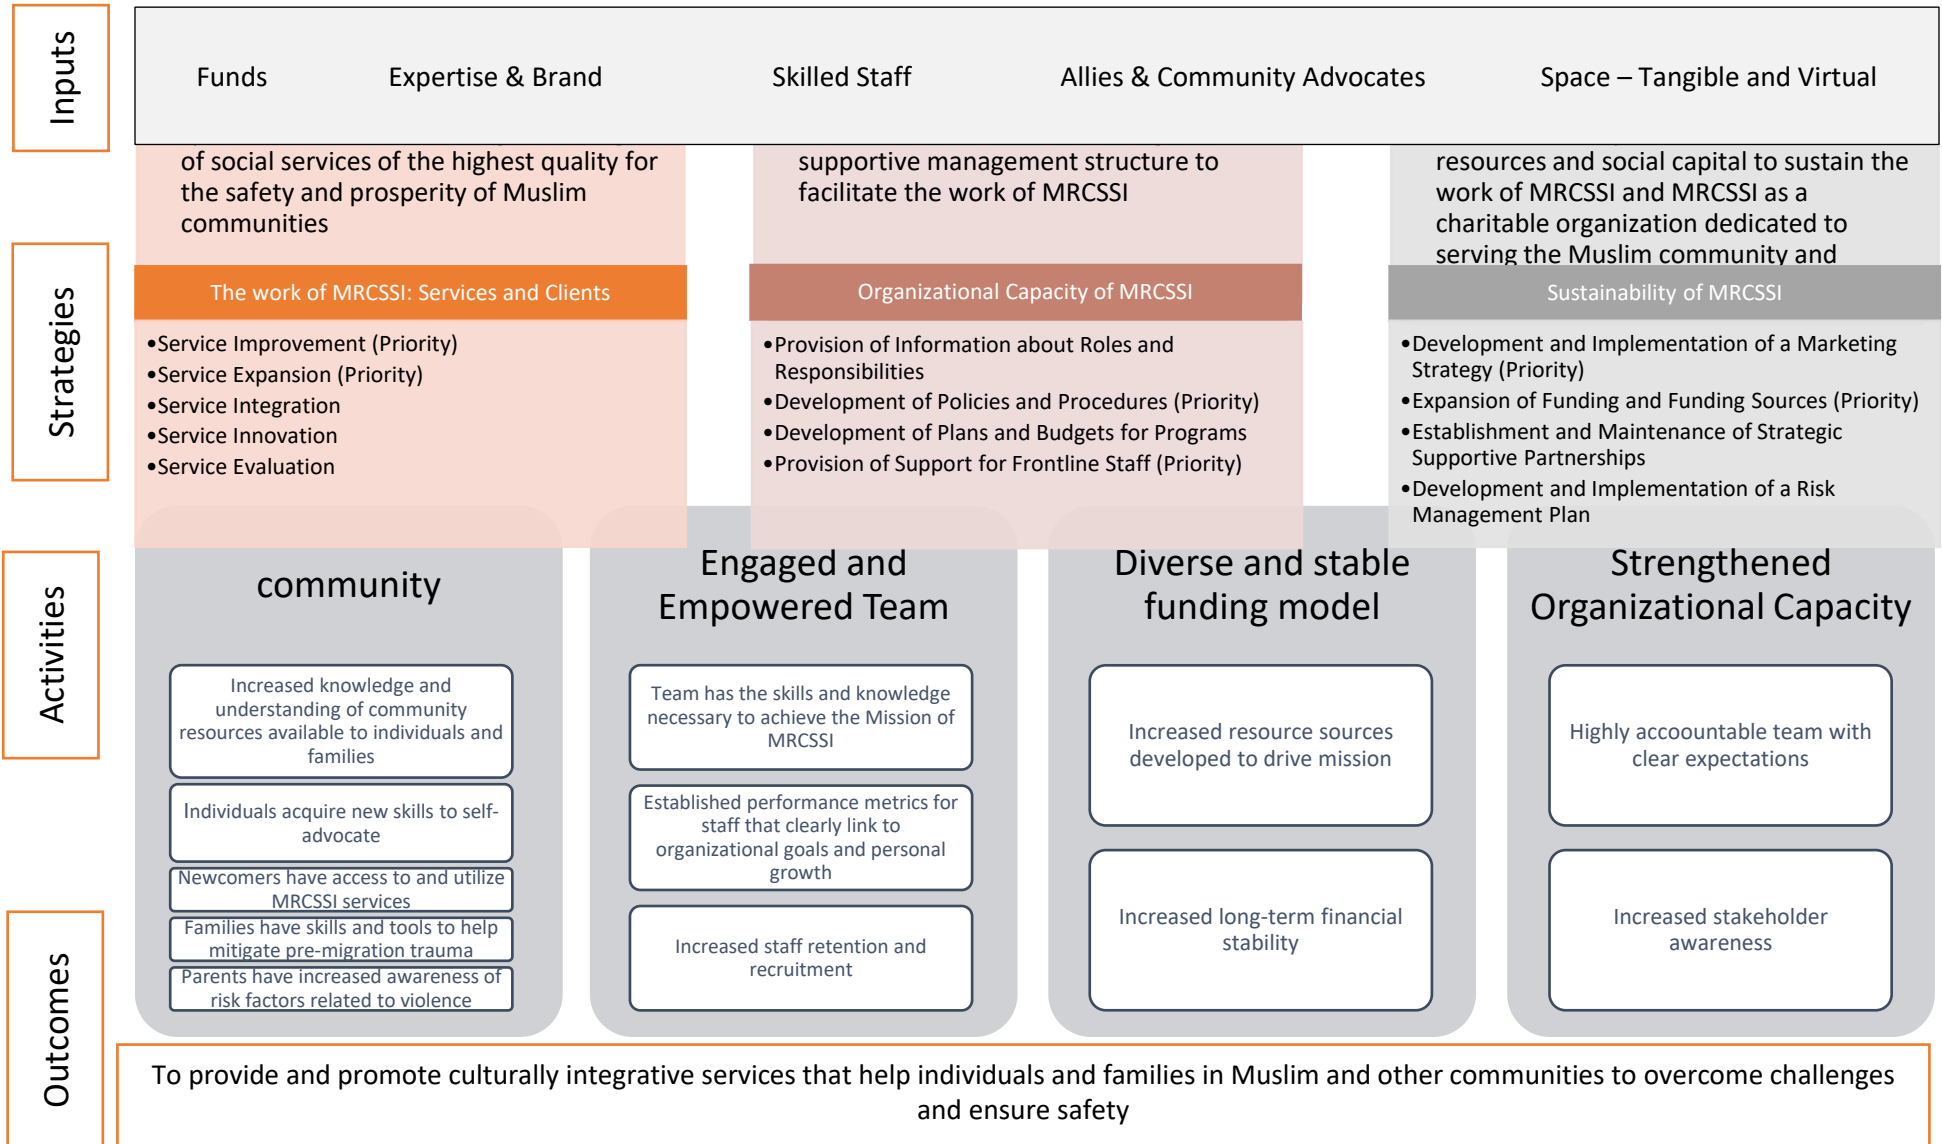 Inputs
Funds
Expertise & Brand
Skilled Staff
Allies & Community Advocates
Space – Tangible and Virtual
Strategies
of social services of the highest quality for
the safety and prosperity of Muslim
communities
The work of MRCSSI: Services and Clients
•Service Improvement (Priority)
•Service Expansion (Priority)
•Service Integration
•Service Innovation
•Service Evaluation
supportive management structure to
facilitate the work of MRCSSI
Organizational Capacity of MRCSSI
•Provision of Information about Roles and
Responsibilities
•Development of Policies and Procedures (Priority)
•Development of Plans and Budgets for Programs
•Provision of Support for Frontline Staff (Priority)
resources and social capital to sustain the
work of MRCSSI and MRCSSI as a
charitable organization dedicated to
serving the Muslim community and
Sustainability of MRCSSI
•Development and Implementation of a Marketing
Strategy (Priority)
•Expansion of Funding and Funding Sources (Priority)
•Establishment and Maintenance of Strategic
Supportive Partnerships
•Development and Implementation of a Risk
Management Plan
Activities
community
Increased knowledge and
understanding of community
resources available to individuals and
families
Individuals acquire new skills to self-
advocate
Newcomers have access to and utilize
MRCSSI services
Families have skills and tools to help
mitigate pre-migration trauma
Parents have increased awareness of
risk factors related to violence
Engaged and
Empowered Team
Team has the skills and knowledge
necessary to achieve the Mission of
MRCSSI
Established performance metrics for
staff that clearly link to
organizational goals and personal
growth
Increased staff retention and
recruitment
Diverse and stable
funding model
Increased resource sources
developed to drive mission
Increased long-term financial
stability
Strengthened
Organizational Capacity
Highly accoountable team with
clear expectations
Increased stakeholder
awareness
Outcomes
To provide and promote culturally integrative services that help individuals and families in Muslim and other communities to overcome challenges
and ensure safety